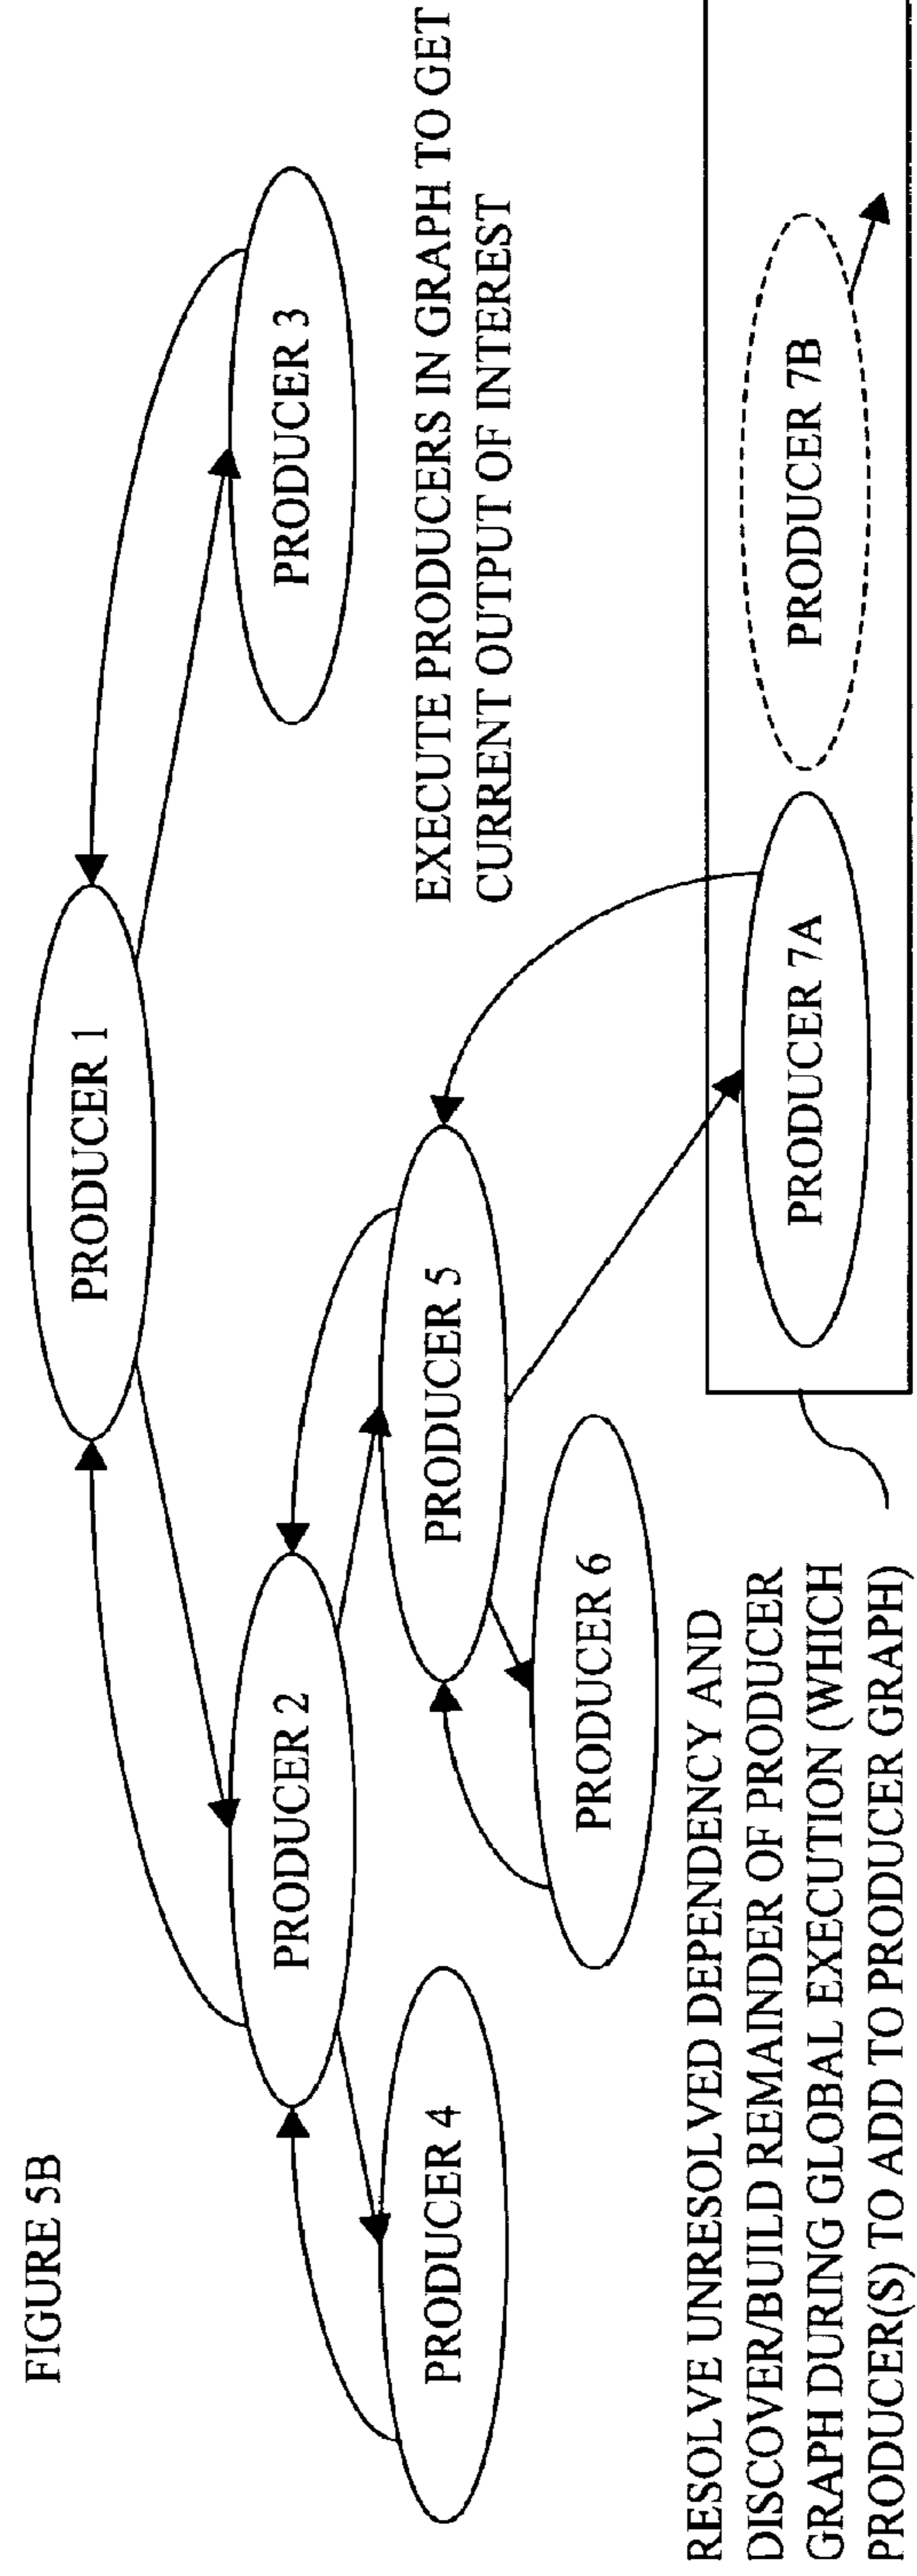 FIGURE 5B
PRODUCER 1
PRODUCER 2
PRODUCER 3
PRODUCER 4
PRODUCER 5
EXECUTE PRODUCERS IN GRAPH TO GET
CURRENT OUTPUT OF INTEREST
PRODUCER 6
RESOLVE UNRESOLVED DEPENDENCY AND
DISCOVER/BUILD REMAINDER OF PRODUCER
GRAPH DURING GLOBAL EXECUTION (WHICH
PRODUCER(S) TO ADD TO PRODUCER GRAPH)
PRODUCER 7A
PRODUCER 7B